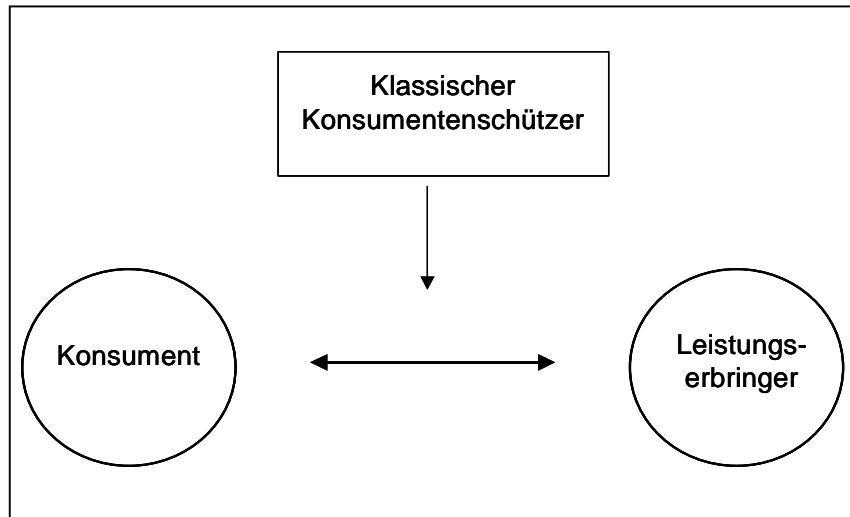 Klassischer
Konsumentenschützer
Konsument
Leistungs-
erbringer